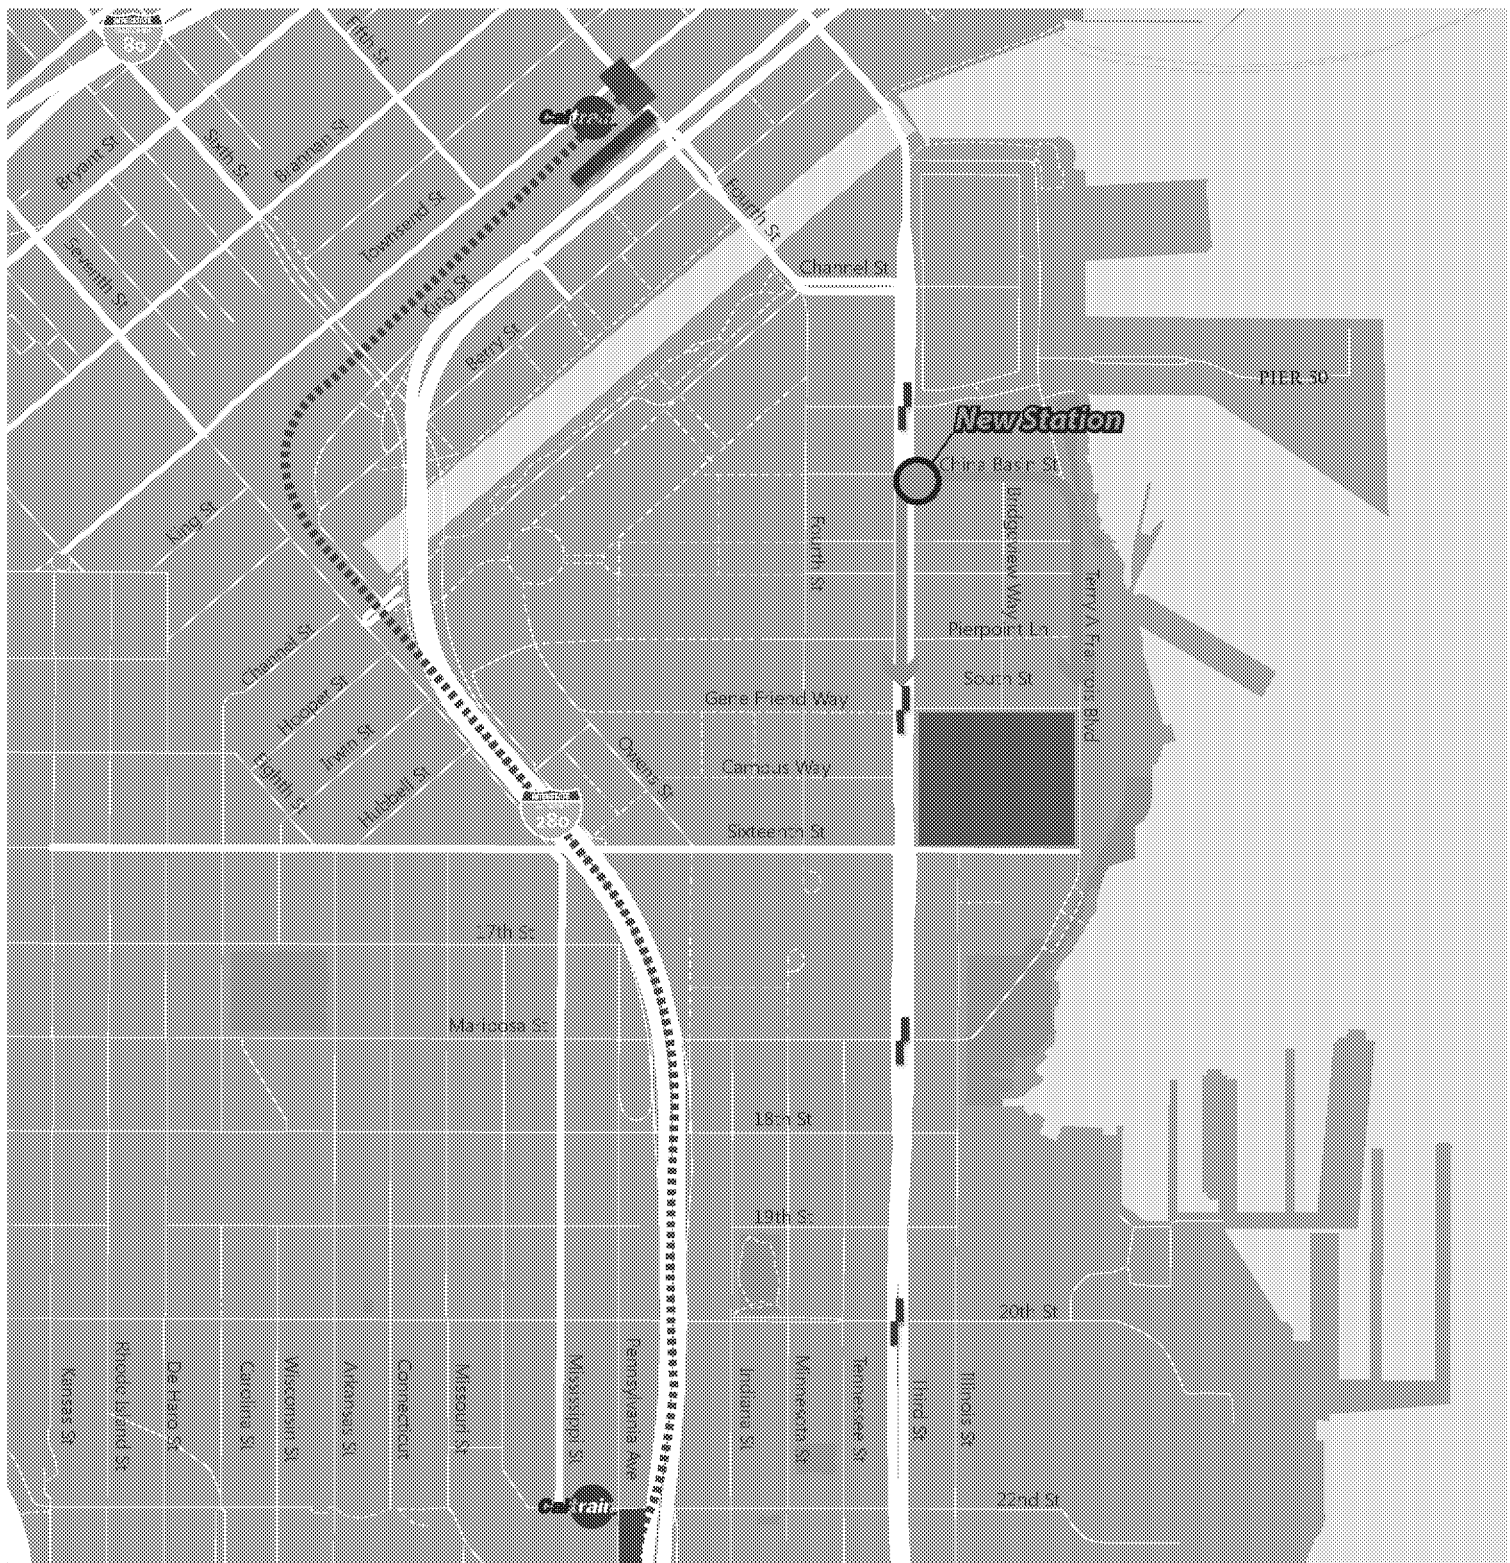 INTERSTATE
80
Fifth St
Caltrain
Bryant St
Sixth St
Brannan St
Fourth St
Townsend St
Seventh St
Channel St
King St
Berry St
PIER 50
New Station
China Basin St
King St
Fourth St
Bridgeview Way
Terry A Francois Blvd
Channel St
Pierpoint Ln
Hooper St
South St
Gene Friend Way
Irwin St
Owens St
Eighth St
Campus Way
Hubbell St
280
Sixteenth St
17th St
Mariposa St
18th St
19th St
20th St
Kansas St
Rhode Island St
De Haro St
Carolina St
Wisconsin St
Arkansas St
Connecticut
Missouri St
Mississippi St
Pennsylvania Ave
Indiana St
Minnesota St
Tennessee St
Third St
Illinois St
22nd St
Caltrain